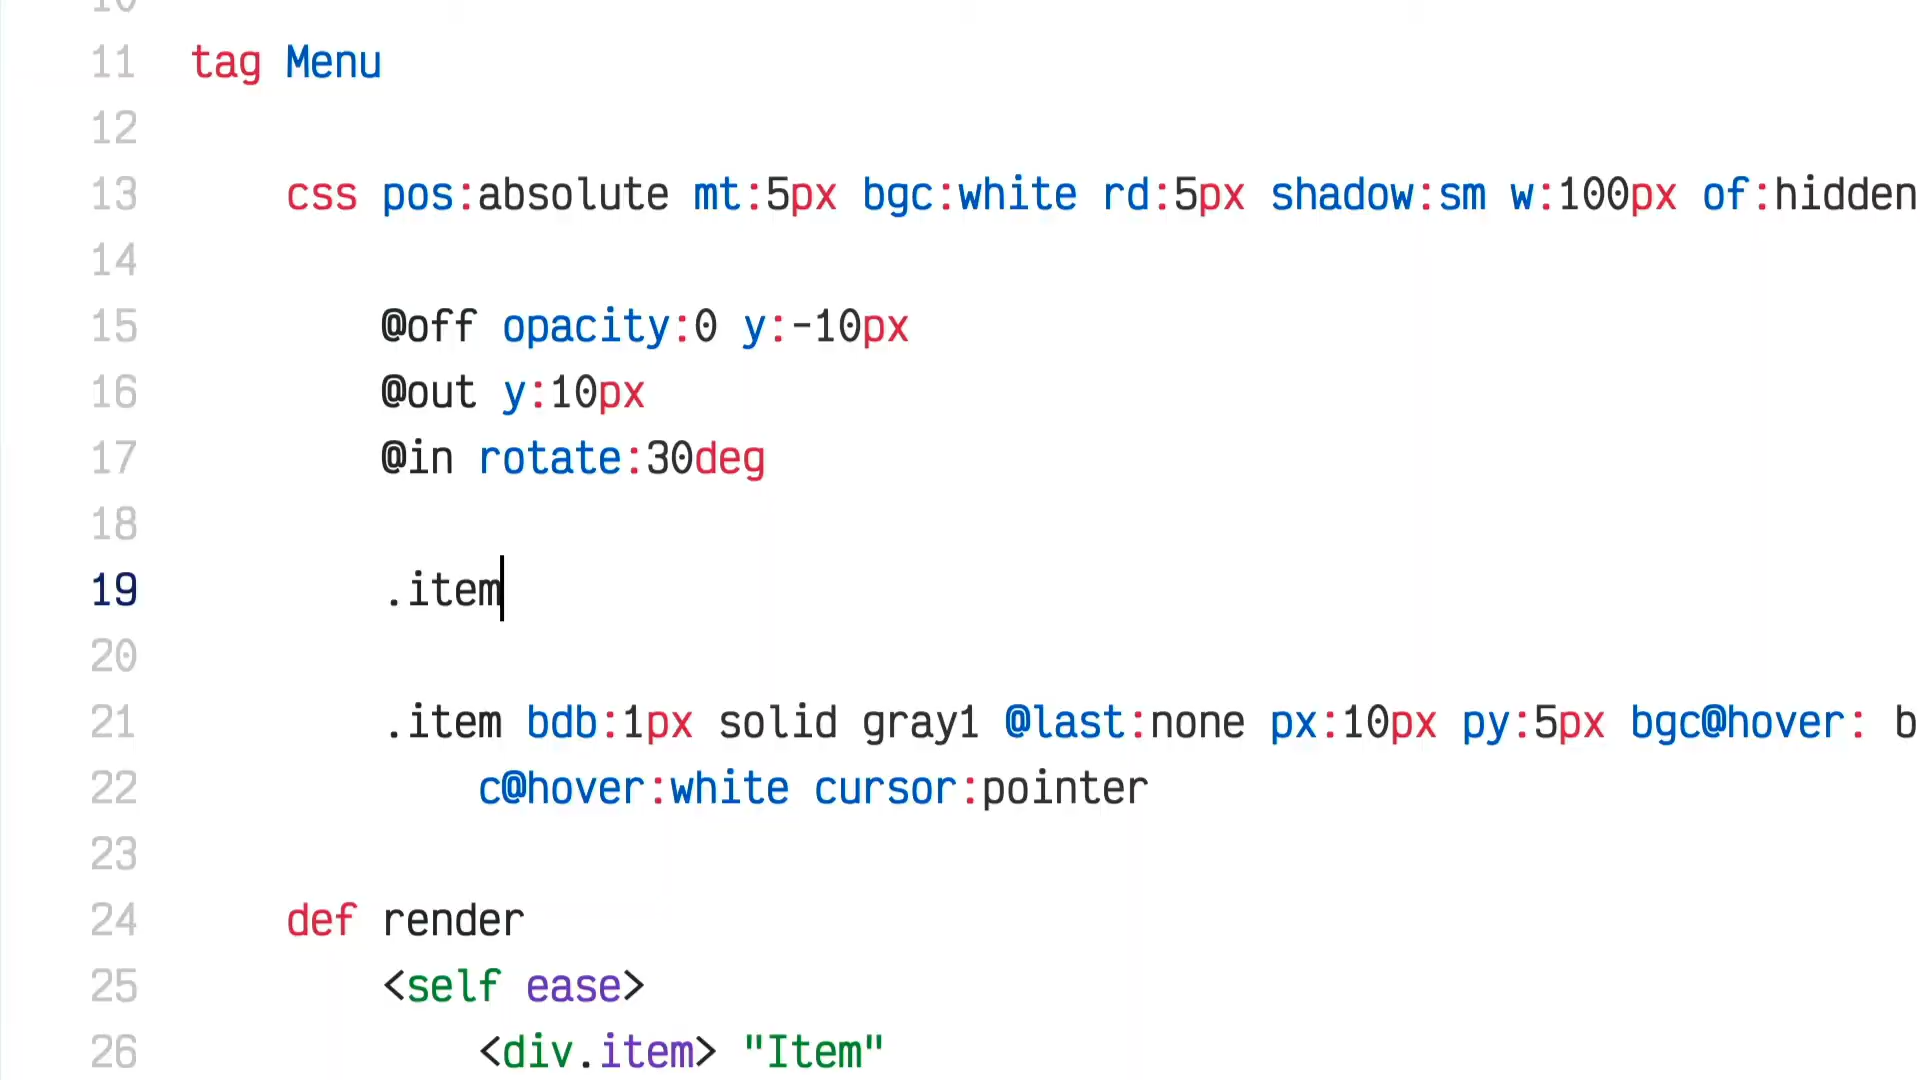 11 tag Menu
12
13 css pos:absolute mt:5px bgc:white rd:5px shadow:sm w:100px of:hidden
14
15 @off opacity:0 y:-10px
16 @out y:10px
17 @in rotate:30deg
18
19 .item
20
21 .item bdb:1px solid gray1 @last:none px:10px py:5px bgc@hover: b
22 c@hover:white cursor:pointer
23
24 def render
25 <self ease>
26 <div.item> "Item"